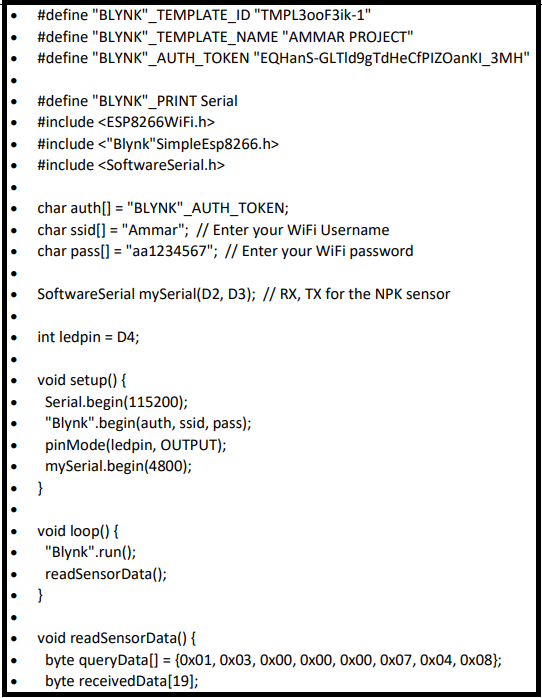 • #define "BLYNK"_TEMPLATE_ID "TMPL3ooF3ik-1"
• #define "BLYNK"_TEMPLATE_NAME "AMMAR PROJECT"
• #define "BLYNK"_AUTH_TOKEN "EQHanS-GLTld9gTdHeCfPIZOanKI_3MH"
•
• #define "BLYNK"_PRINT Serial
• #include <ESP8266WiFi.h>
• #include <"Blynk"SimpleEsp8266.h>
• #include <SoftwareSerial.h>
•
• char auth[] = "BLYNK"_AUTH_TOKEN;
• char ssid[] = "Ammar"; // Enter your WiFi Username
• char pass[] = "aa1234567"; // Enter your WiFi password
•
• SoftwareSerial mySerial(D2, D3); // RX, TX for the NPK sensor
•
• int ledpin = D4;
•
• void setup() {
• Serial.begin(115200);
• "Blynk".begin(auth, ssid, pass);
• pinMode(ledpin, OUTPUT);
• mySerial.begin(4800);
• }
•
• void loop() {
• "Blynk".run();
• readSensorData();
• }
•
• void readSensorData() {
• byte queryData[] = {0x01, 0x03, 0x00, 0x00, 0x00, 0x07, 0x04, 0x08};
• byte receivedData[19];